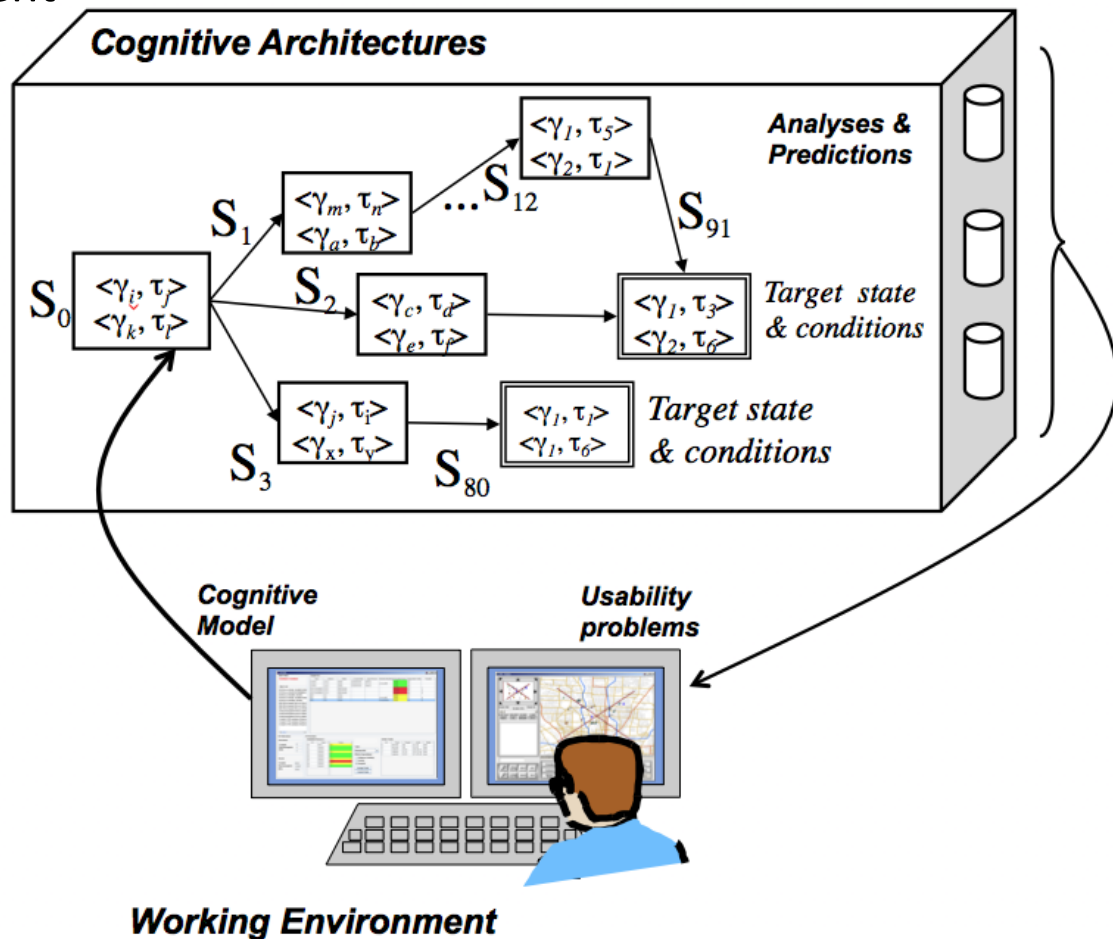 Cognitive Architectures
Analyses &
Predictions
<γ1, τ5>
<γ2, τ1>
...S12
S1
<γm, τn>
<γa, τb>
S91
S0
<γi, τj>
<γk, τl>
S2
<γc, τd>
<γe, τf>
<γ1, τ3>
<γ2, τ6>
Target state
& conditions
S3
<γj, τi>
<γx, τy>
S80
<γ1, τ1>
<γ1, τ6>
Target state
& conditions
Cognitive
Model
Usability
problems
Working Environment